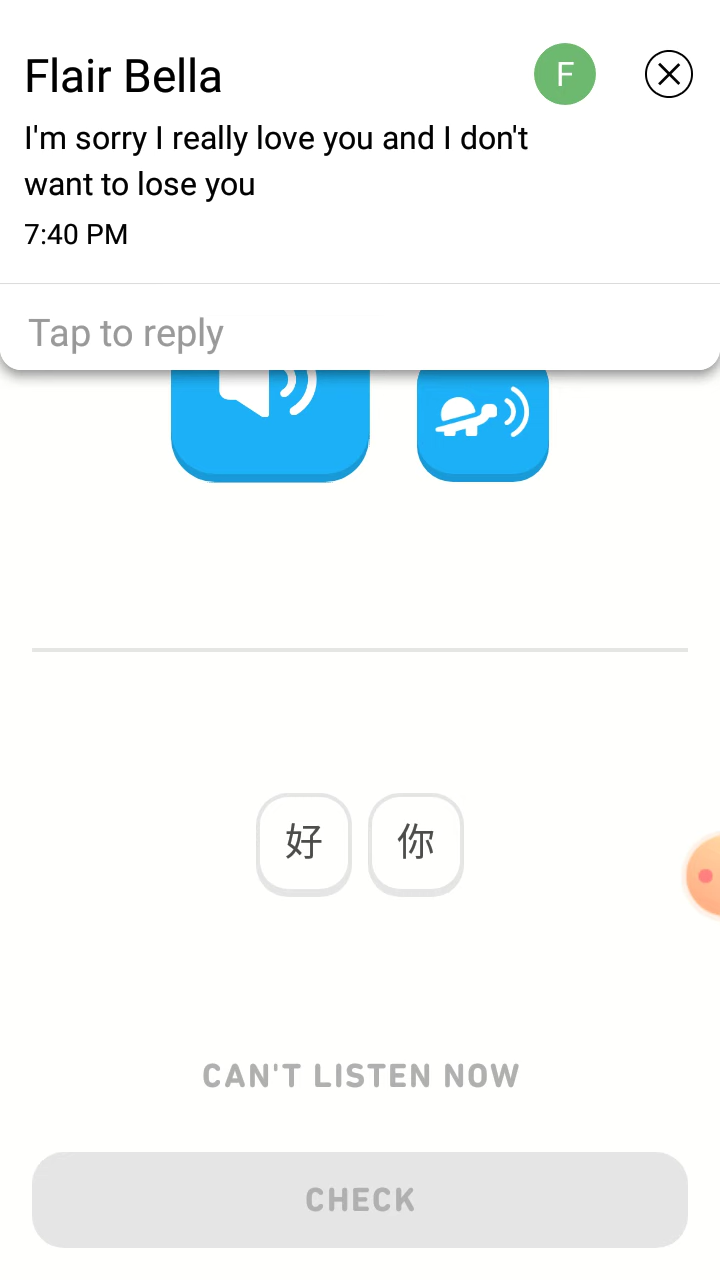 Flair Bella
F
I'm sorry I really love you and I don't
want to lose you
7:40 PM
Tap to reply
好 你
CAN'T LISTEN NOW
CHECK